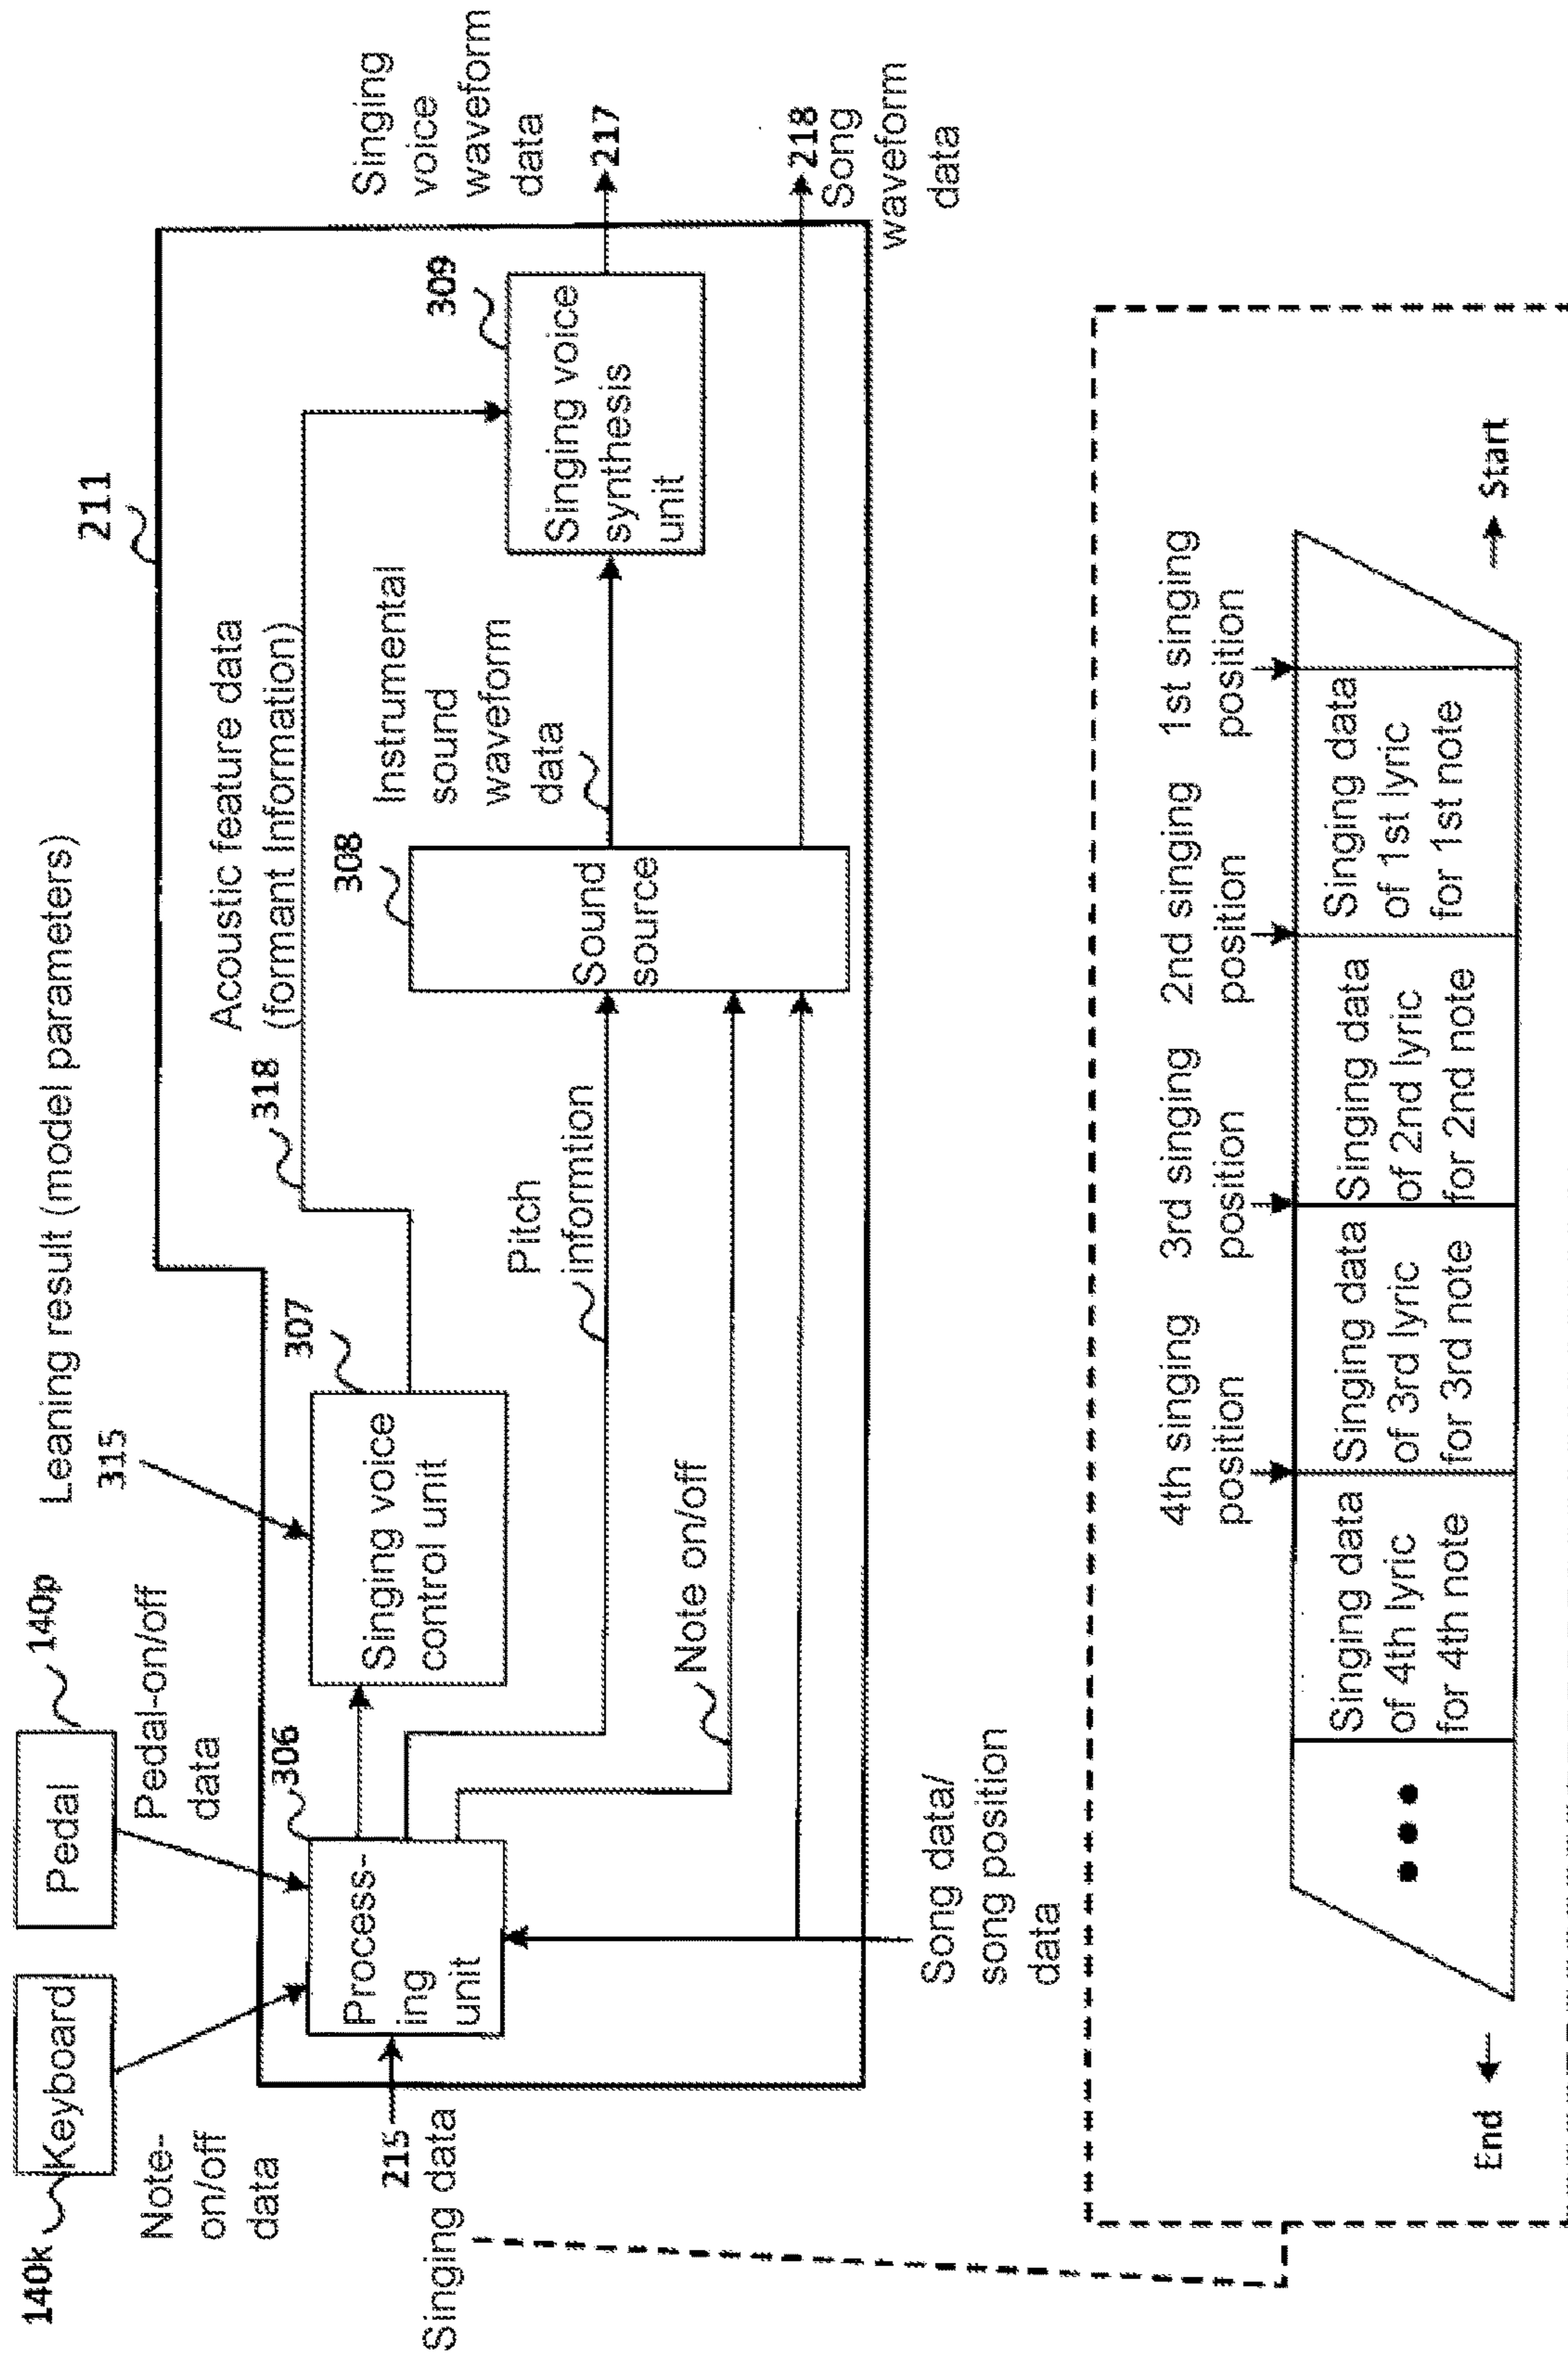 140k
Keyboard
Pedal
140p
Note-
on/off
data
Pedal-on/off
data
Leaning result (model parameters)
315
211
306
Process-
ing
unit
215
Singing data
307
Singing voice
control unit
318
Acoustic feature data
(formant Information)
Pitch
informtion
Note on/off
308
Sound
source
Instrumental
sound
waveform
data
309
Singing voice
synthesis
unit
Singing
voice
waveform
data
217
218
Song
waveform
data
Song data/
song position
data
4th singing
position
3rd singing
position
2nd singing
position
1st singing
position
Singing data
of 4th lyric
for 4th note
Singing data
of 3rd lyric
for 3rd note
Singing data
of 2nd lyric
for 2nd note
Singing data
of 1st lyric
for 1st note
End
Start